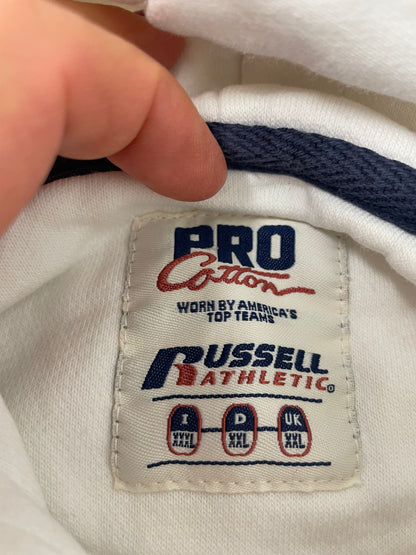 PRO
Cotton
WORN BY AMERICA'S
TOP TEAMS
RUSSELL
ATHLETIC®
I D UK
XXXL XXL XXL